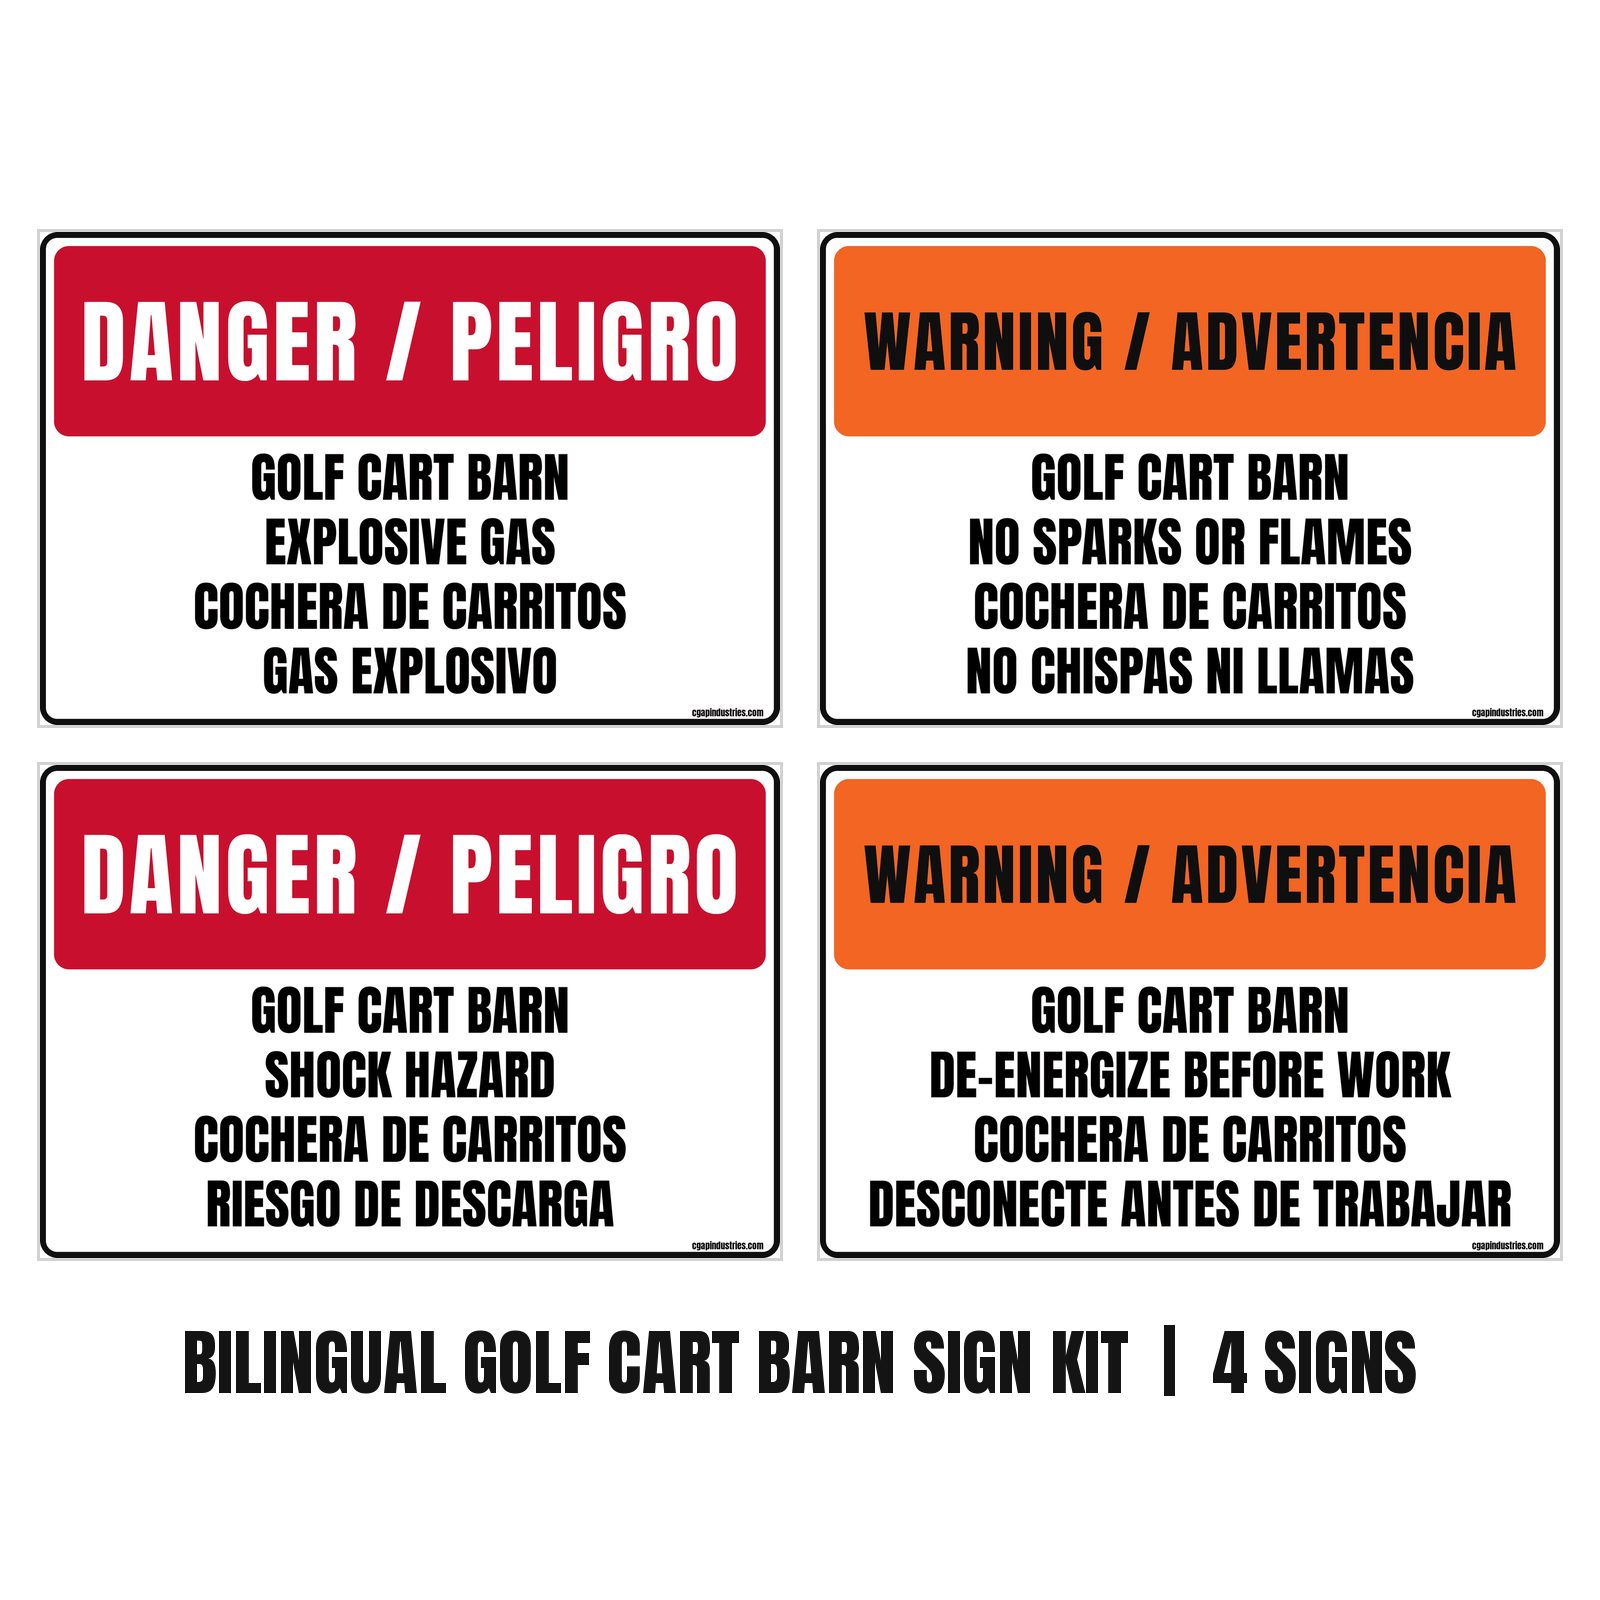 DANGER / PELIGRO
GOLF CART BARN
EXPLOSIVE GAS
COCHERA DE CARRITOS
GAS EXPLOSIVO
cgapindustries.com
WARNING / ADVERTENCIA
GOLF CART BARN
NO SPARKS OR FLAMES
COCHERA DE CARRITOS
NO CHISPAS NI LLAMAS
cgapindustries.com
DANGER / PELIGRO
GOLF CART BARN
SHOCK HAZARD
COCHERA DE CARRITOS
RIESGO DE DESCARGA
cgapindustries.com
WARNING / ADVERTENCIA
GOLF CART BARN
DE-ENERGIZE BEFORE WORK
COCHERA DE CARRITOS
DESCONECTE ANTES DE TRABAJAR
cgapindustries.com
BILINGUAL GOLF CART BARN SIGN KIT | 4 SIGNS